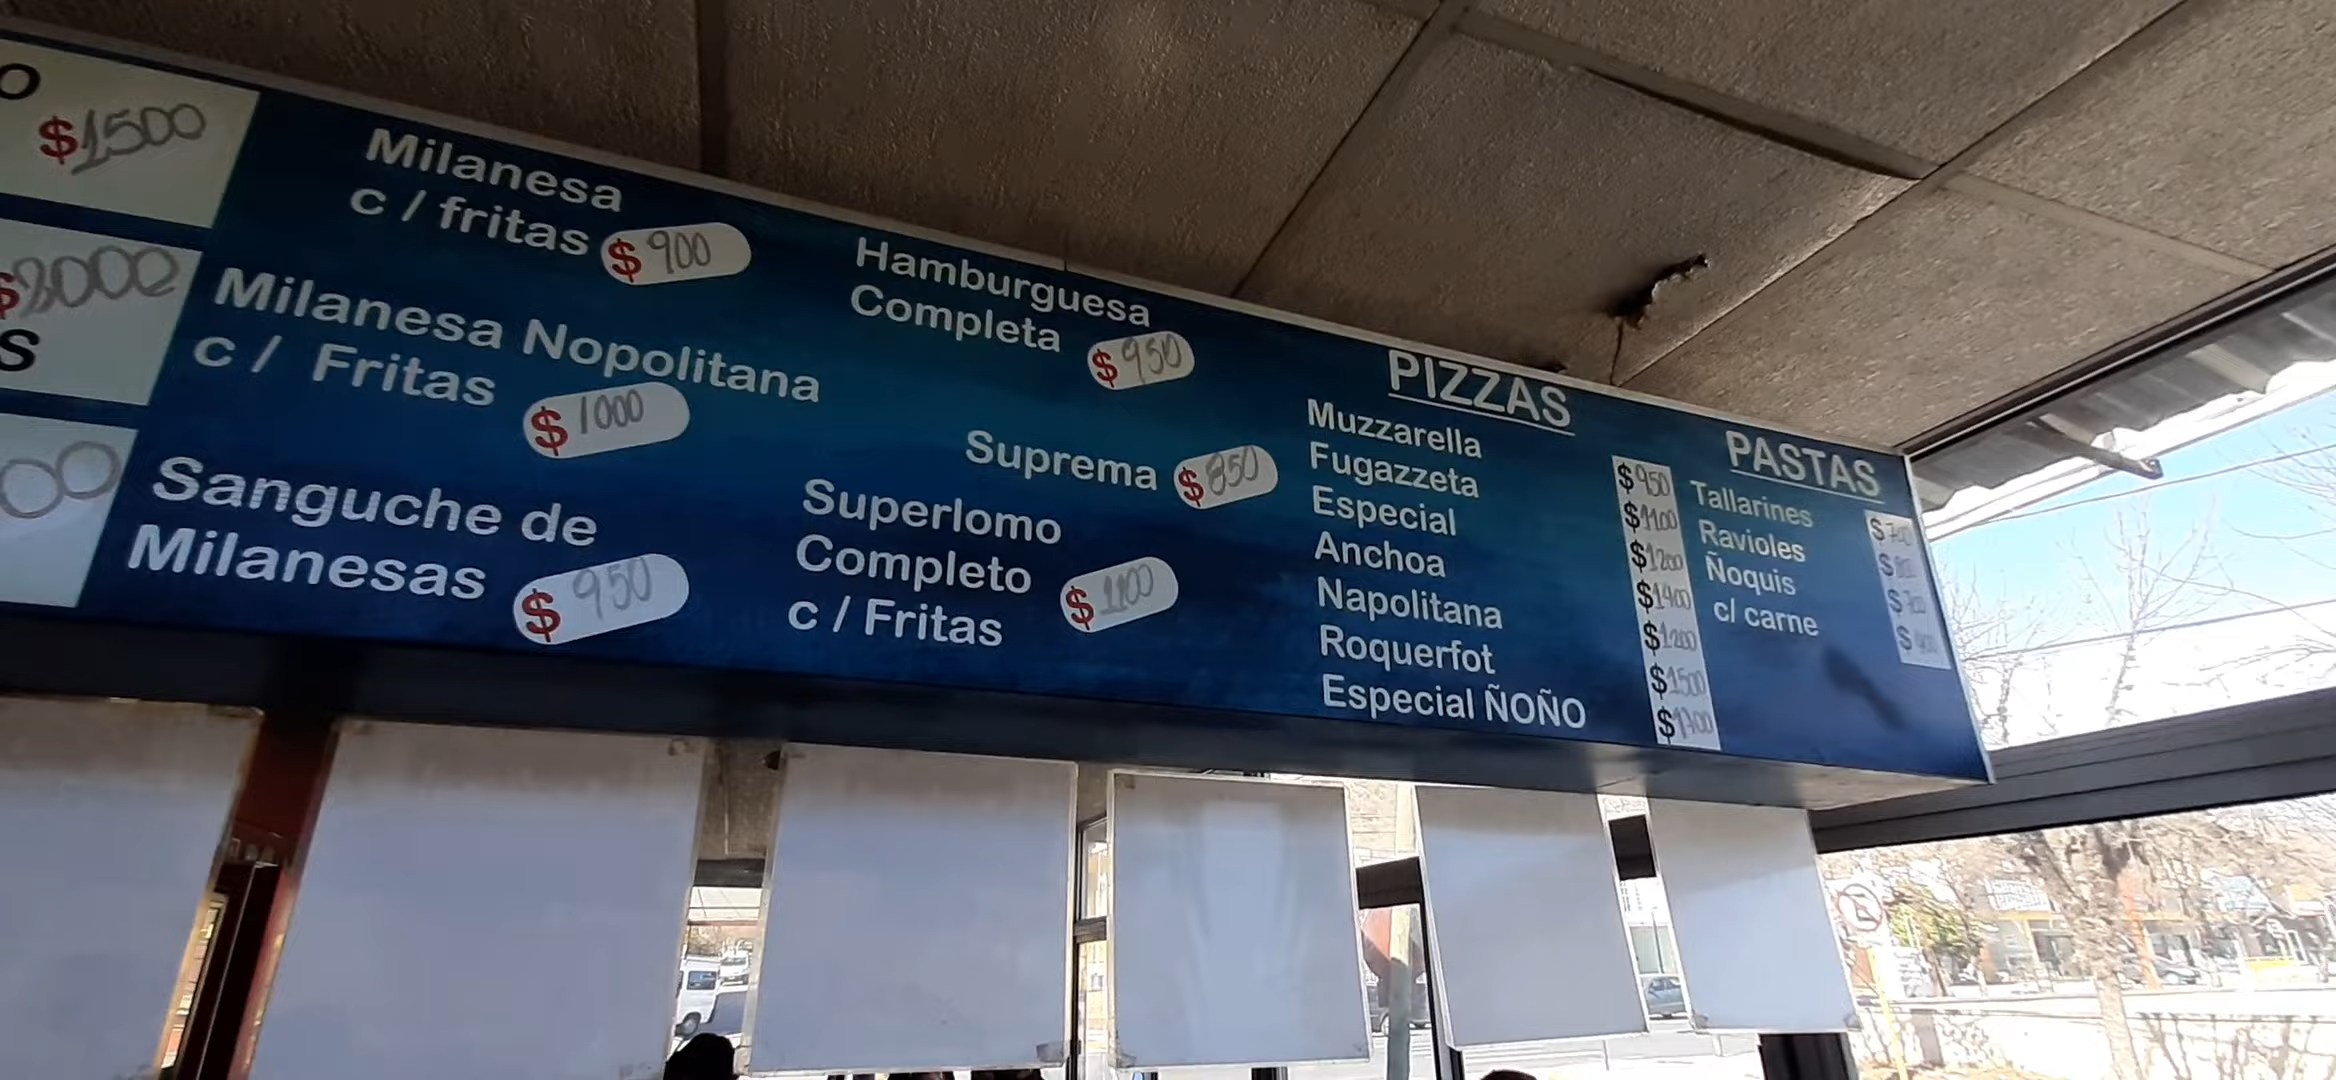 O
$1500
$2000
S
00
Milanesa
c / fritas $ 900
Milanesa Nopolitana
c / Fritas $ 1000
Sanguche de
Milanesas $ 950
Hamburguesa
Completa $ 950
Suprema $ 850
Superlomo
Completo $ 1100
c / Fritas
PIZZAS
Muzzarella $950
Fugazzeta $1100
Especial $1200
Anchoa $1400
Napolitana $1200
Roquerfot $1500
Especial ÑOÑO $1700
PASTAS
Tallarines $
Ravioles $
Ñoquis $
c/ carne $